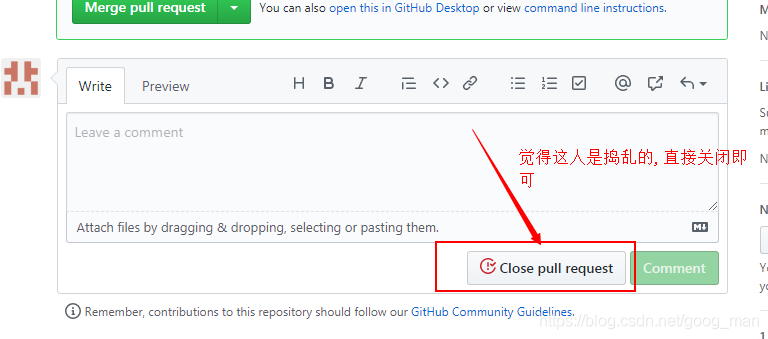 Merge pull request
You can also open this in GitHub Desktop or view command line instructions.
M
N
Write
Preview
Leave a comment
觉得这人是捣乱的, 直接关闭即
可
Attach files by dragging & dropping, selecting or pasting them.
Close pull request
Comment
Remember, contributions to this repository should follow our GitHub Community Guidelines.
https://blog.csdn.net/goog_man
Li
m
N
N
1